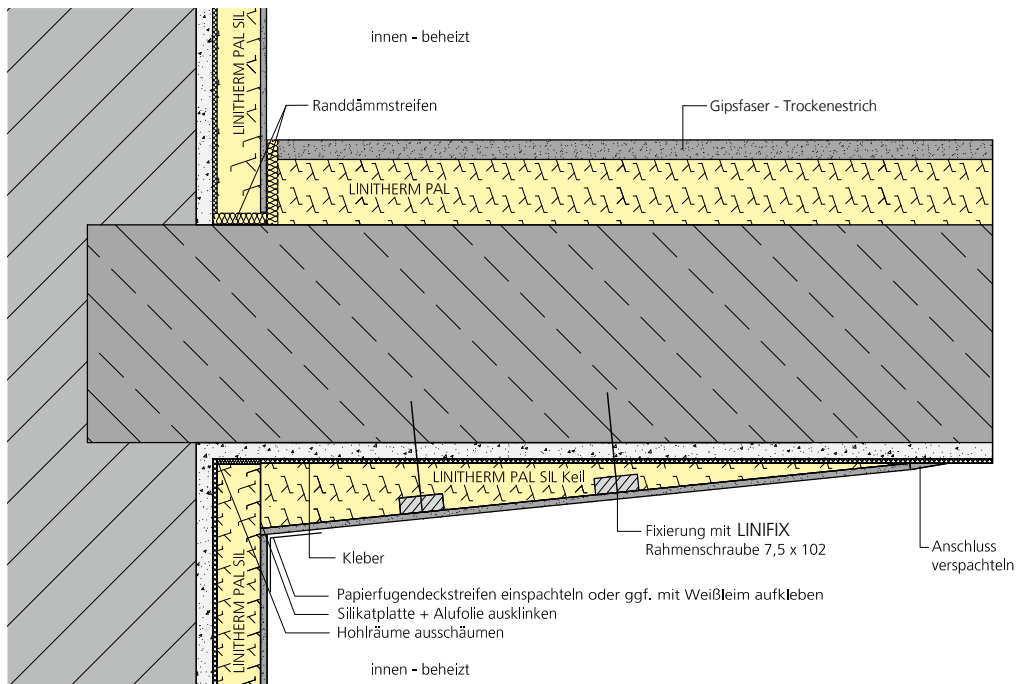 innen - beheizt
LINITHERM PAL SIL
Randdämmstreifen
Gipsfaser - Trockenestrich
LINITHERM PAL
LINITHERM PAL SIL Keil
Fixierung mit LINIFIX
Rahmenschraube 7,5 x 102
Anschluss
verspachteln
Kleber
LINITHERM PAL SIL
Papierfugendeckstreifen einspachteln oder ggf. mit Weißleim aufkleben
Silikatplatte + Alufolie ausklinken
Hohlräume ausschäumen
innen - beheizt